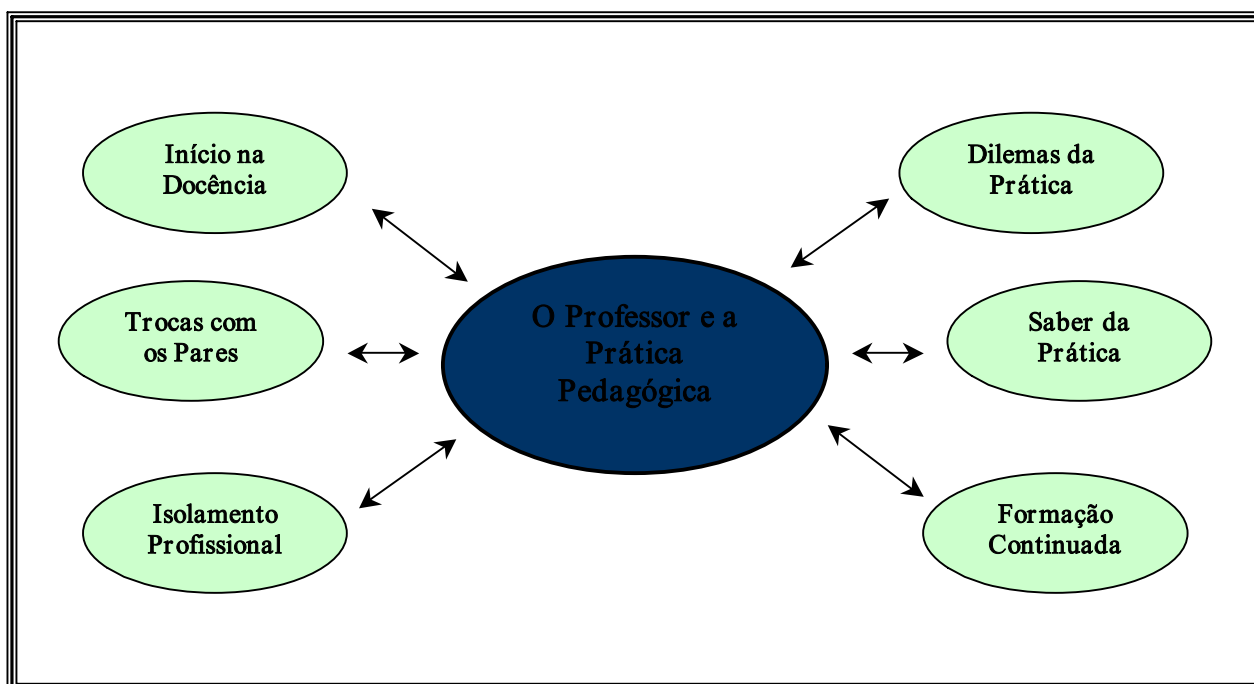 Início na
Docência
Dilemas da
Prática
Trocas com
os Pares
O Professor e a
Prática
Pedagógica
Saber da
Prática
Isolamento
Profissional
Formação
Continuada